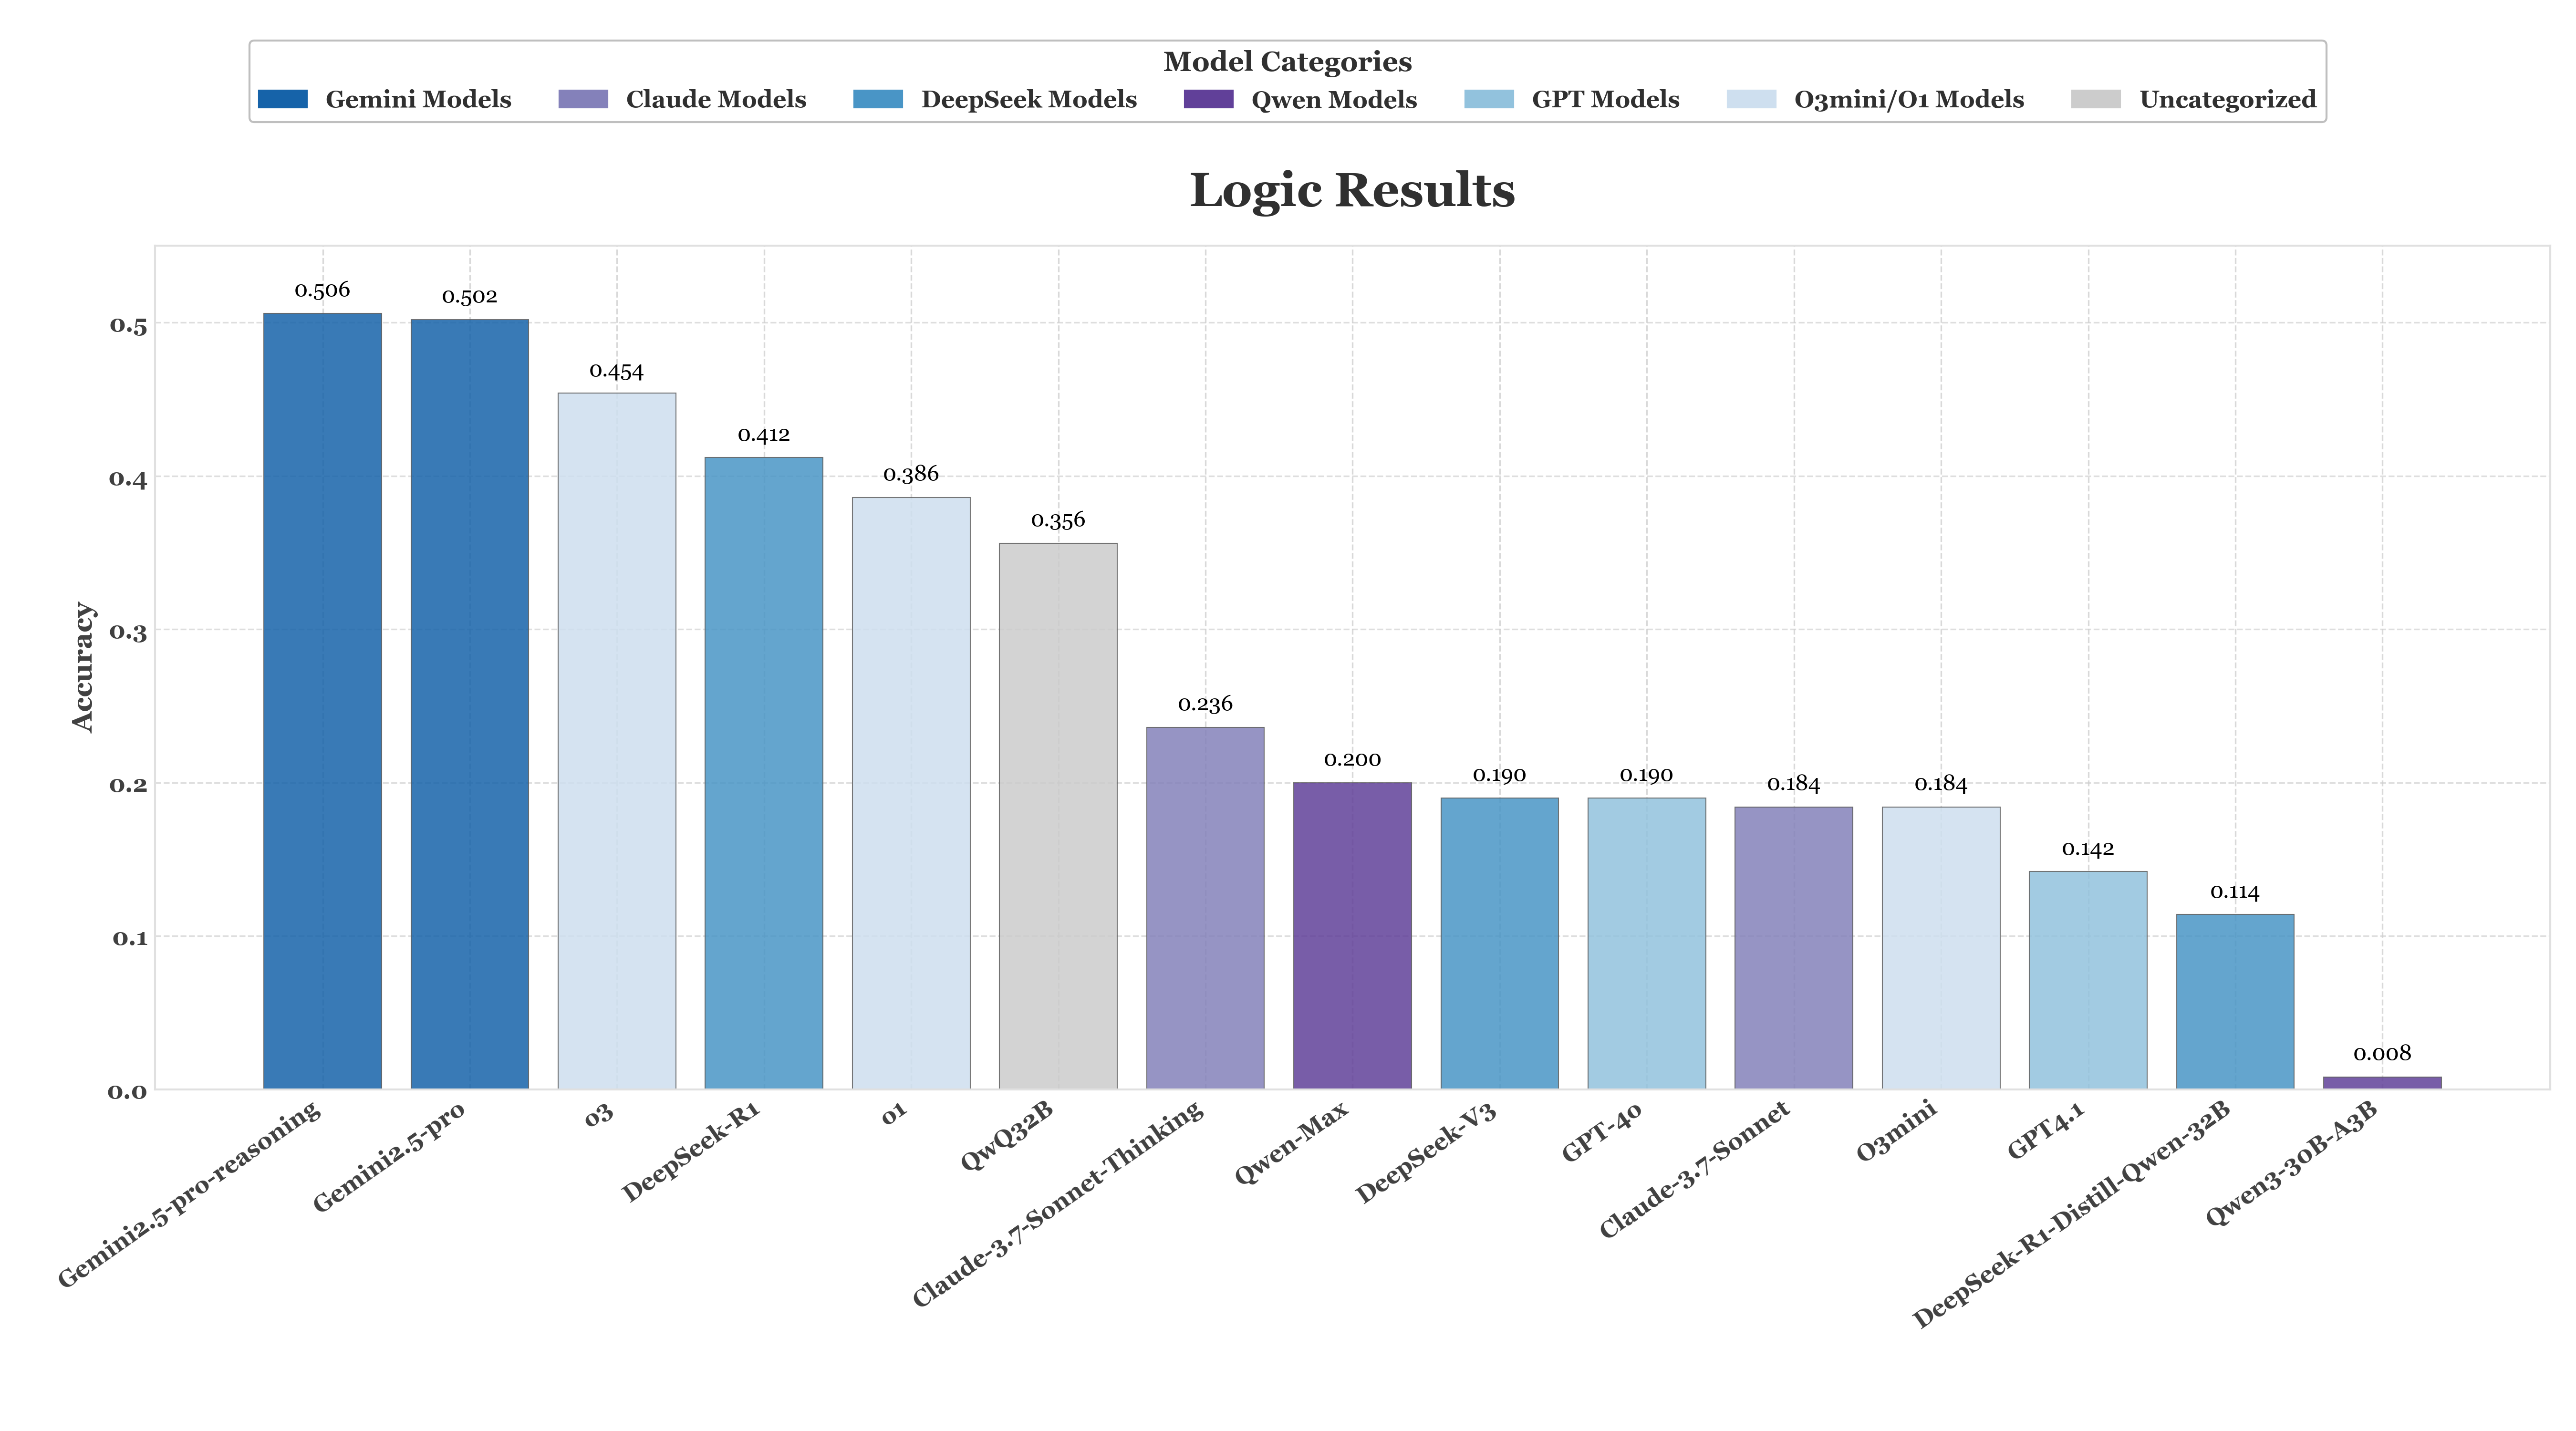 Model Categories
Gemini Models Claude Models DeepSeek Models Qwen Models GPT Models O3mini/O1 Models Uncategorized
Logic Results
Accuracy
0.5
0.4
0.3
0.2
0.1
0.0
0.506
0.502
0.454
0.412
0.386
0.356
0.236
0.200
0.190
0.190
0.184
0.184
0.142
0.114
0.008
Gemini2.5-pro-reasoning
Gemini2.5-pro
o3
DeepSeek-R1
o1
QwQ32B
Claude-3.7-Sonnet-Thinking
Qwen-Max
DeepSeek-V3
GPT-4o
Claude-3.7-Sonnet
O3mini
GPT4.1
DeepSeek-R1-Distill-Qwen-32B
Qwen3-30B-A3B